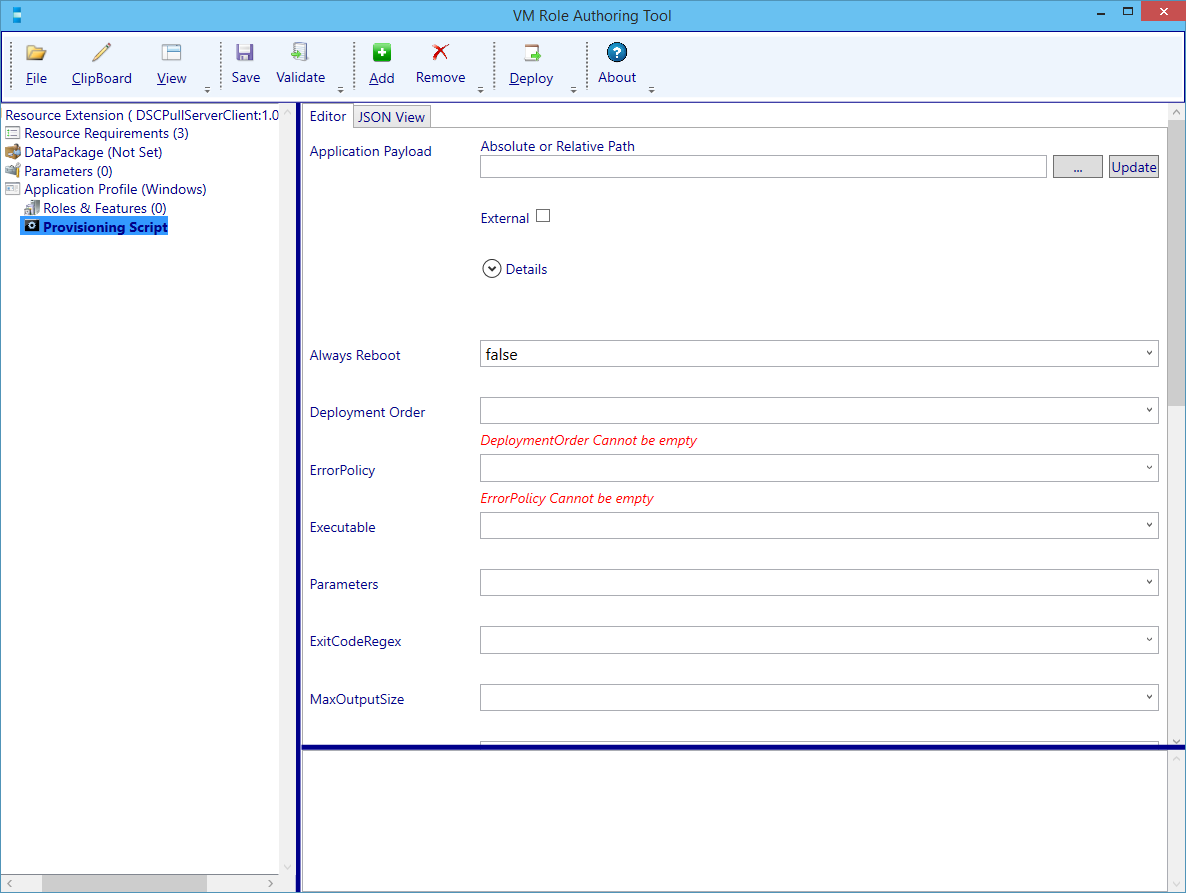 VM Role Authoring Tool
File ClipBoard View Save Validate Add Remove Deploy About
Resource Extension ( DSCPullServerClient:1.0
Resource Requirements (3)
DataPackage (Not Set)
Parameters (0)
Application Profile (Windows)
Roles & Features (0)
Provisioning Script
Editor JSON View
Application Payload Absolute or Relative Path
... Update
External
Details
Always Reboot false
Deployment Order
DeploymentOrder Cannot be empty
ErrorPolicy
ErrorPolicy Cannot be empty
Executable
Parameters
ExitCodeRegex
MaxOutputSize